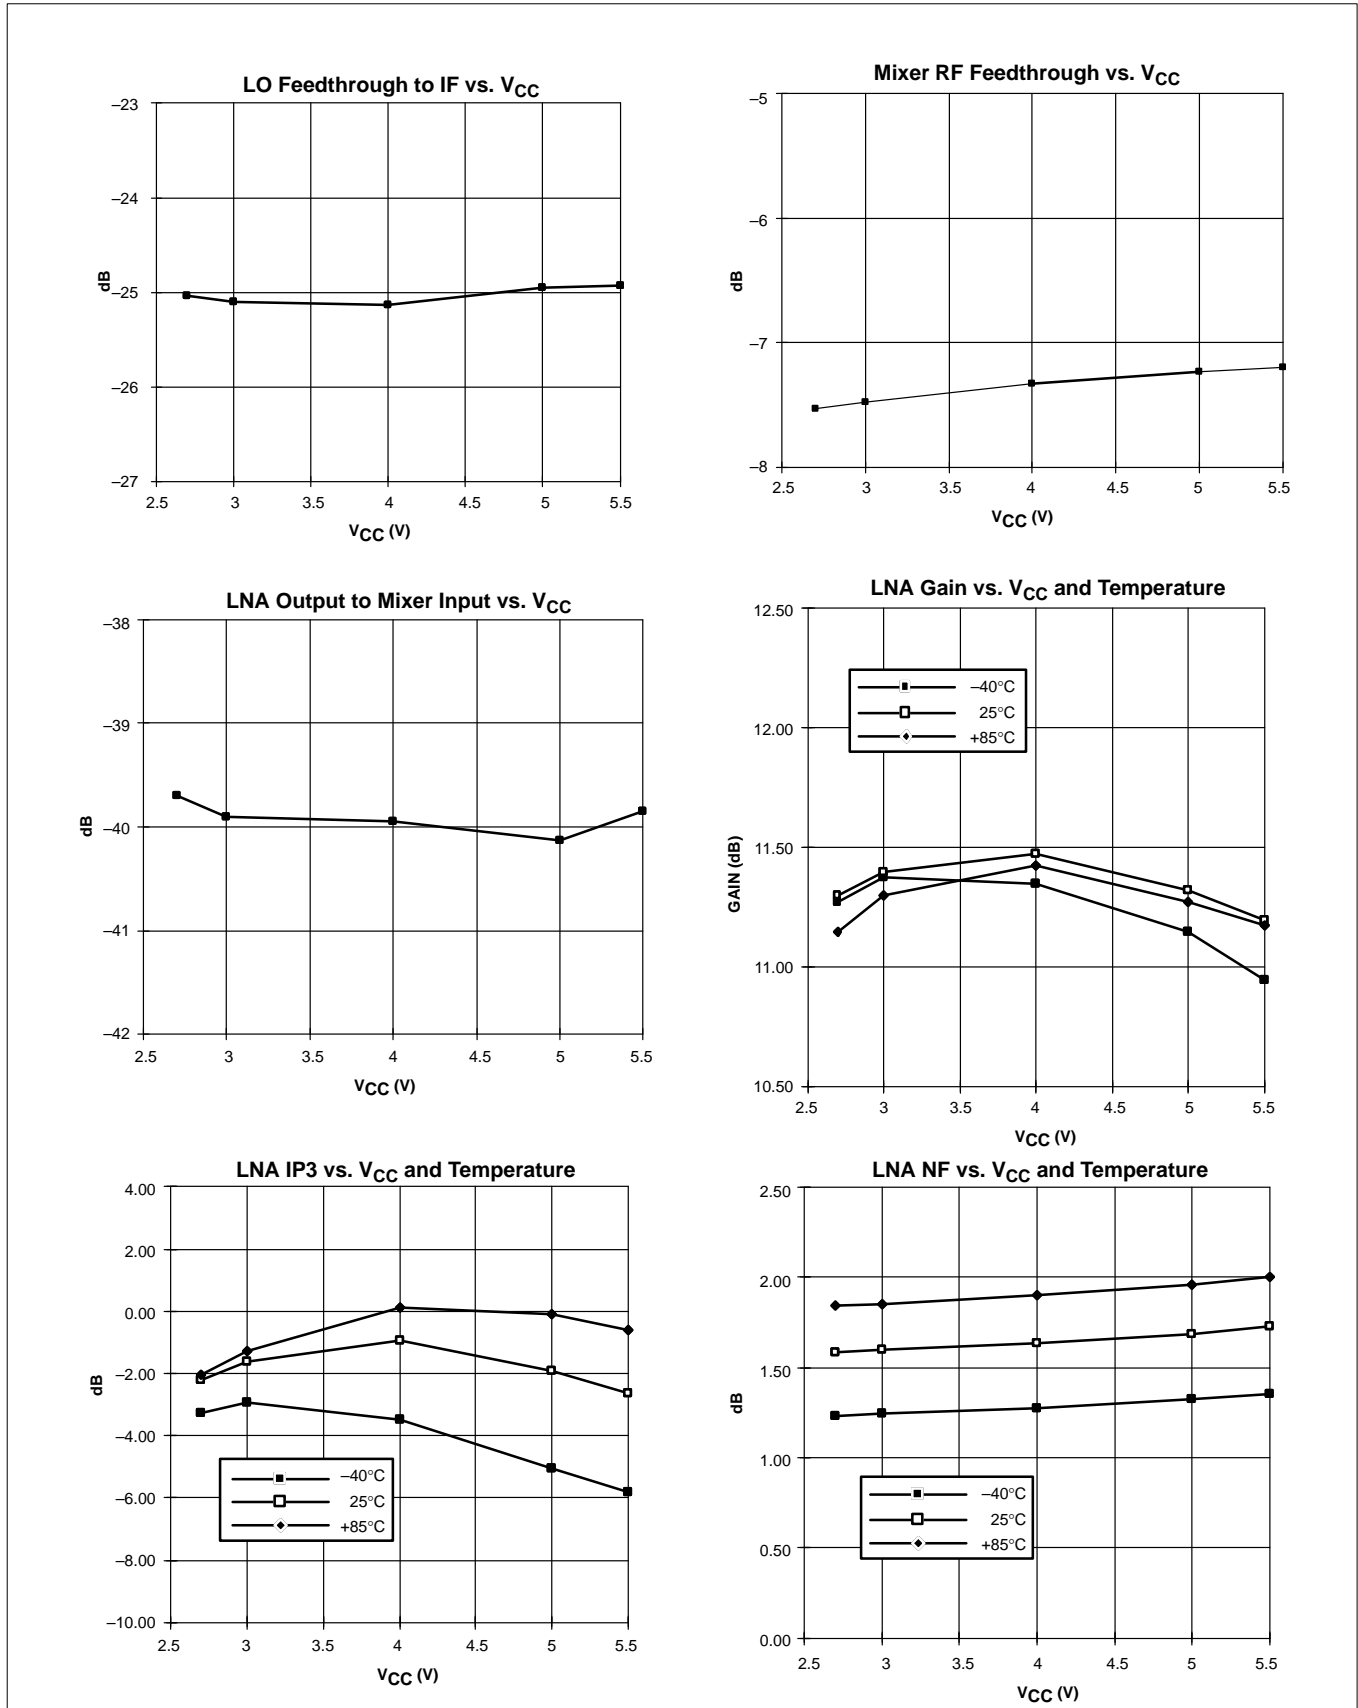 LO Feedthrough to IF vs. VCC
–23
–24
–25
–26
–27
dB
2.5 3 3.5 4 4.5 5 5.5
VCC (V)
Mixer RF Feedthrough vs. VCC
–5
–6
–7
–8
dB
2.5 3 3.5 4 4.5 5 5.5
VCC (V)
LNA Output to Mixer Input vs. VCC
–38
–39
–40
–41
–42
dB
2.5 3 3.5 4 4.5 5 5.5
VCC (V)
LNA Gain vs. VCC and Temperature
12.50
12.00
11.50
11.00
10.50
GAIN (dB)
–40°C
25°C
+85°C
2.5 3 3.5 4 4.5 5 5.5
VCC (V)
LNA IP3 vs. VCC and Temperature
4.00
2.00
0.00
–2.00
–4.00
–6.00
–8.00
–10.00
dB
–40°C
25°C
+85°C
2.5 3 3.5 4 4.5 5 5.5
VCC (V)
LNA NF vs. VCC and Temperature
2.50
2.00
1.50
1.00
0.50
0.00
dB
–40°C
25°C
+85°C
2.5 3 3.5 4 4.5 5 5.5
VCC (V)